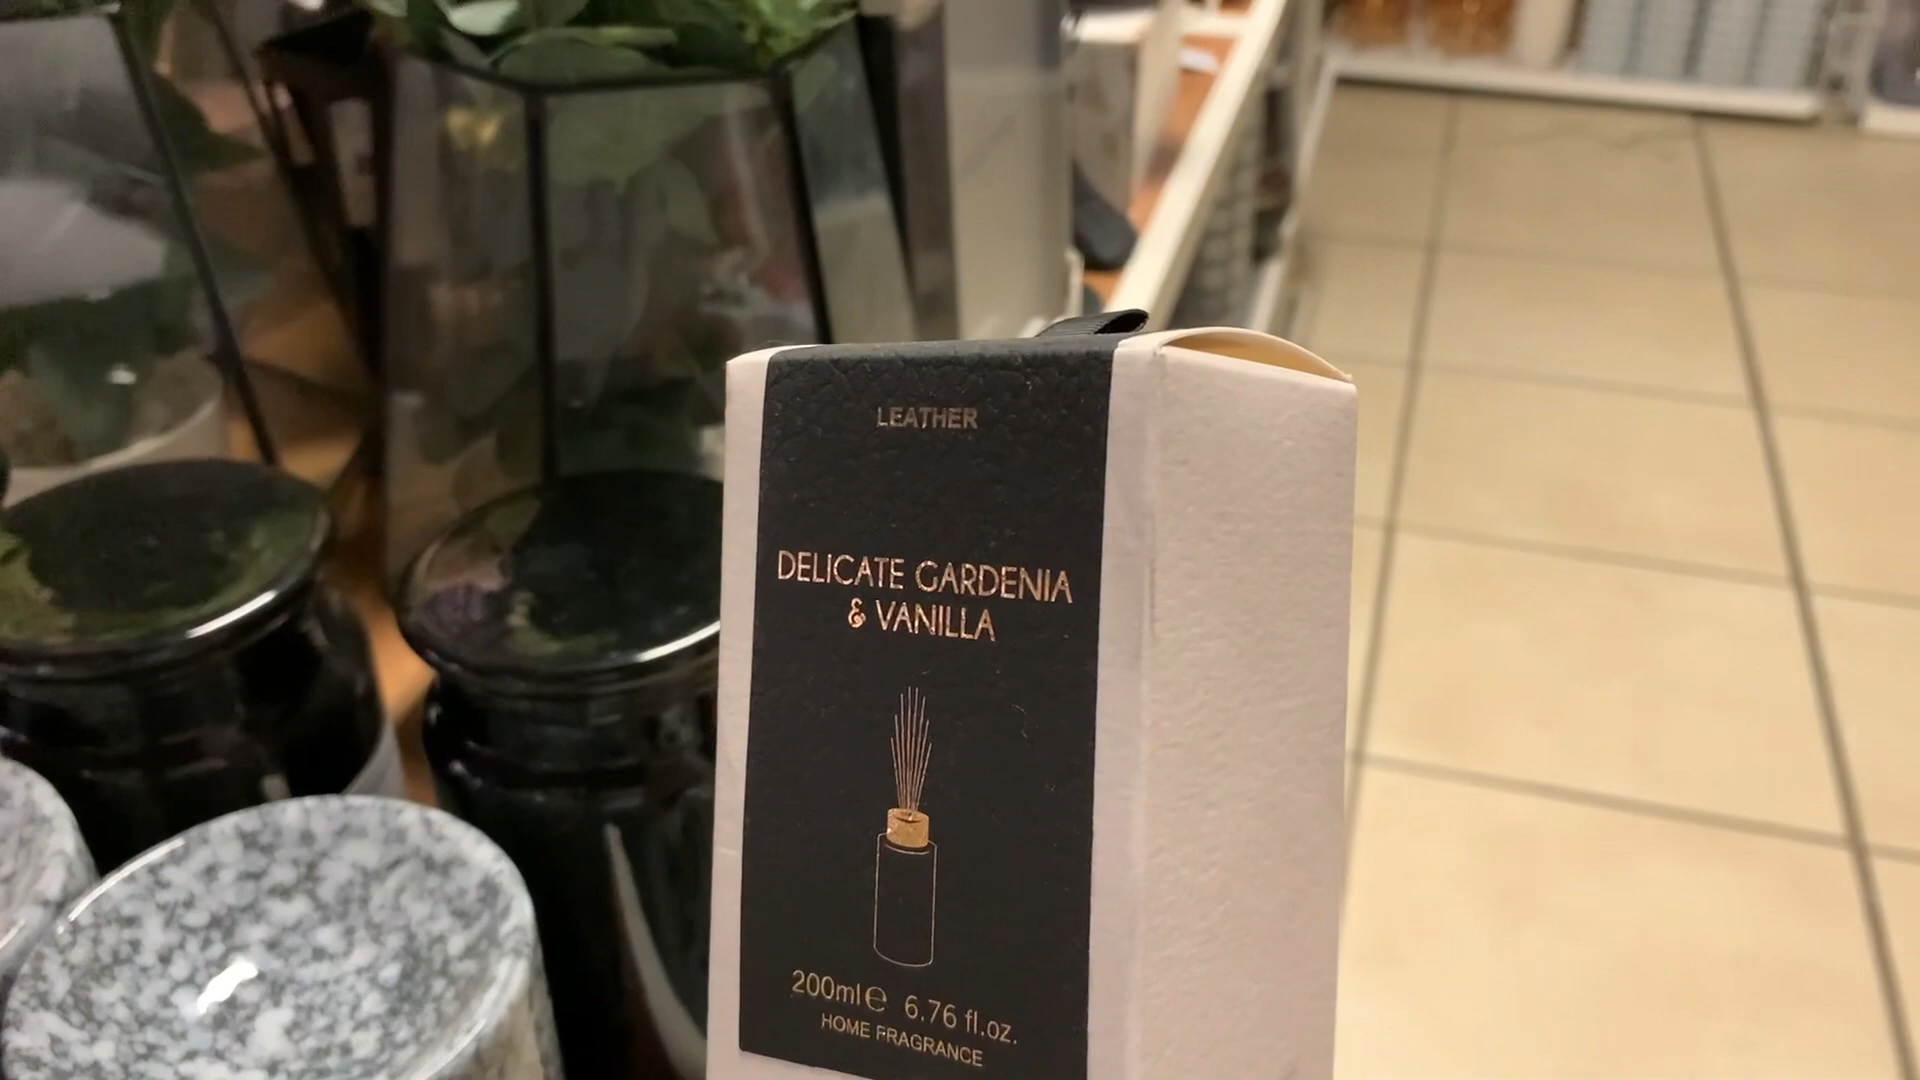 LEATHER
DELICATE GARDENIA
& VANILLA
200ml℮ 6.76 fl.oz.
HOME FRAGRANCE